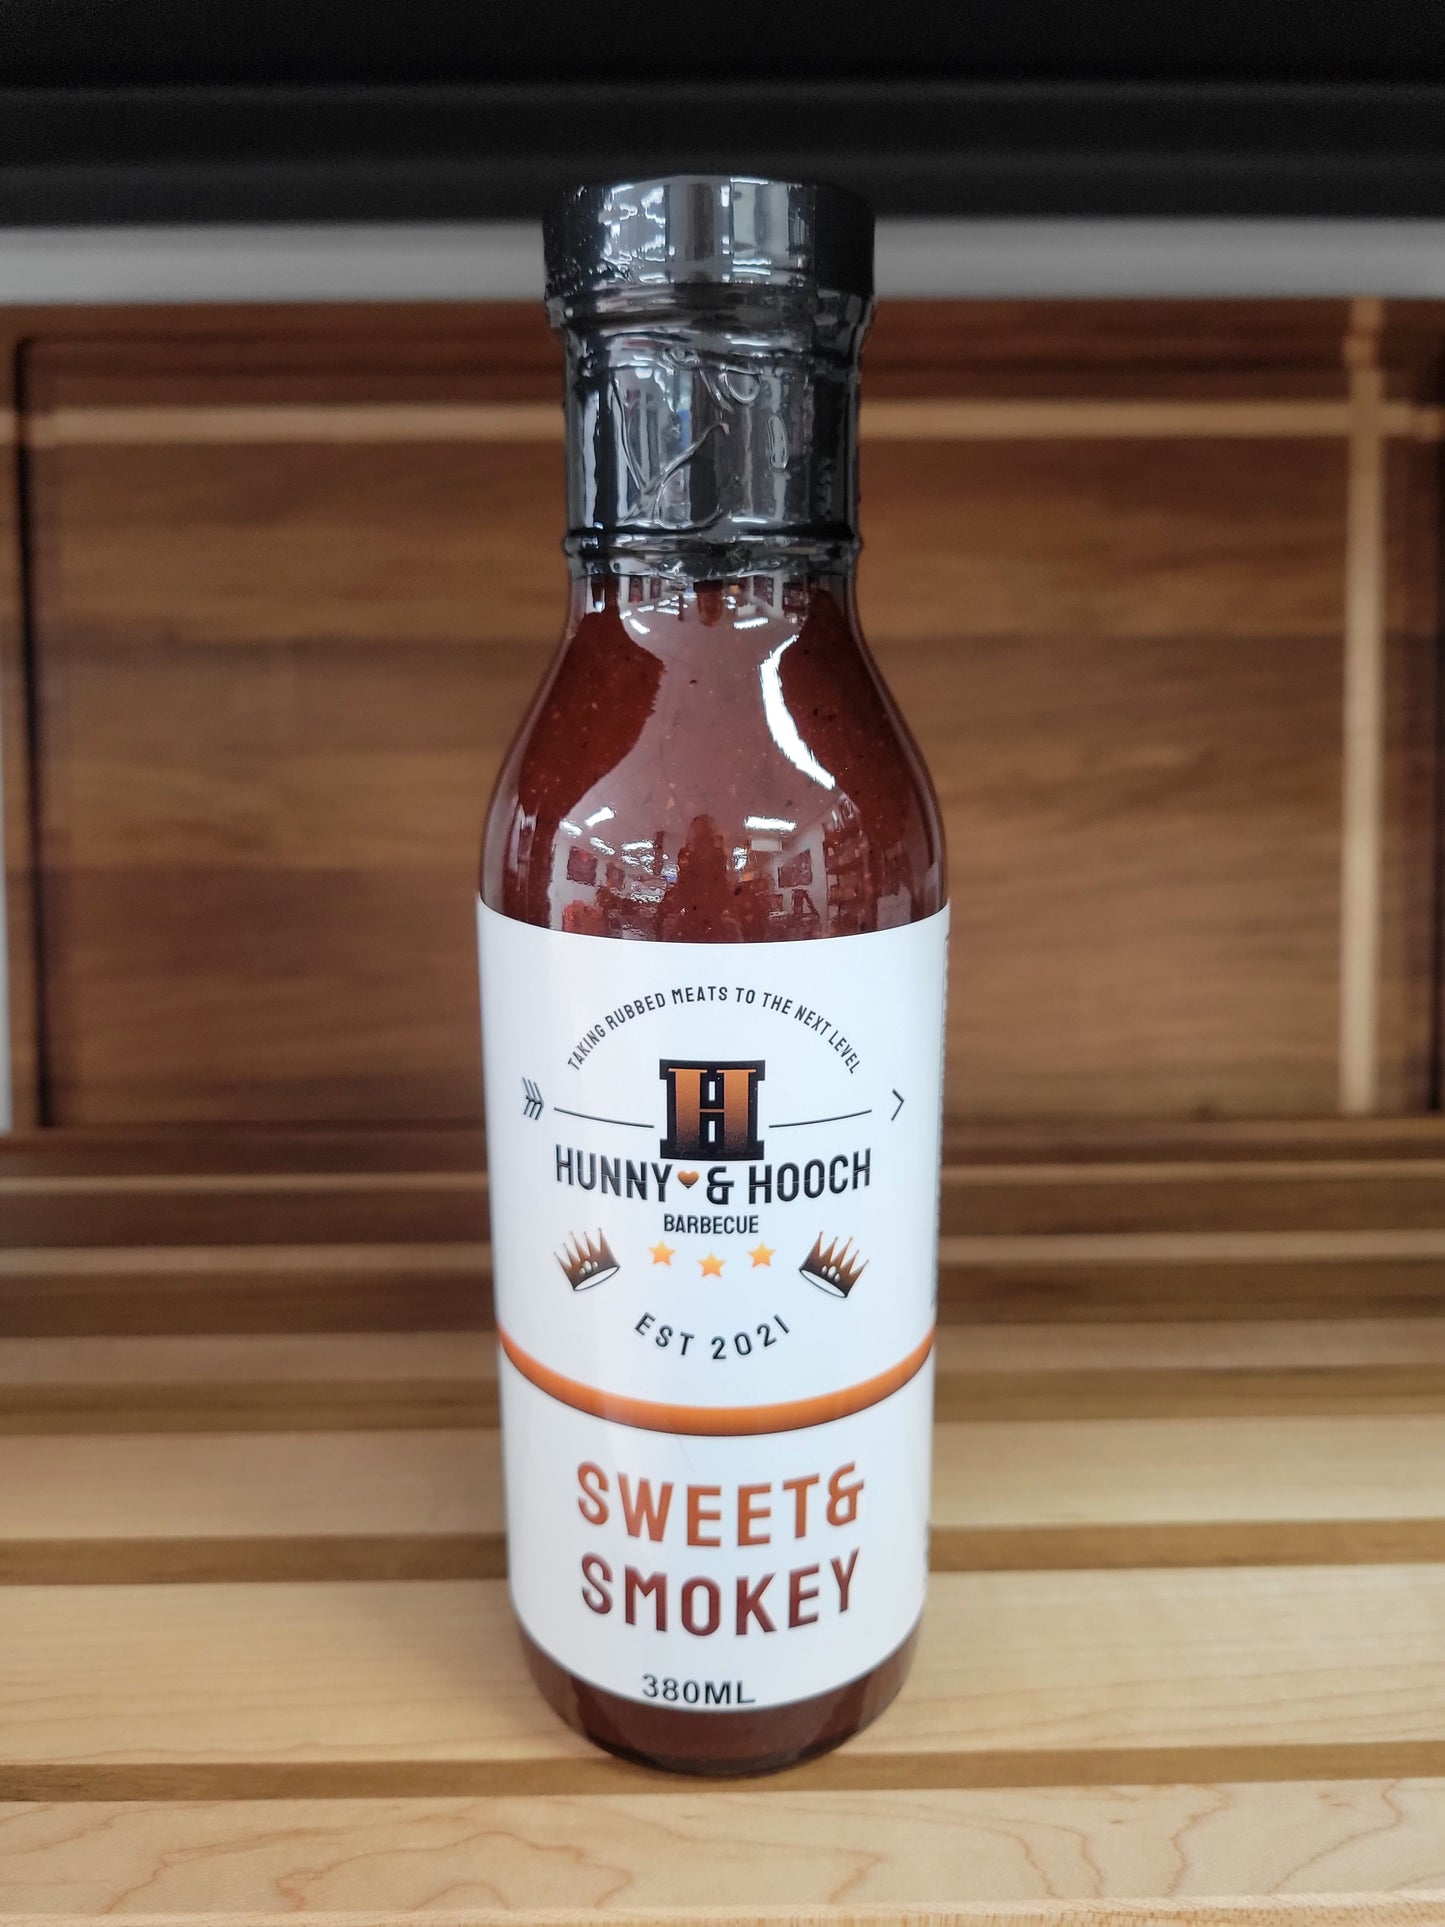 TAKING RUBBED MEATS TO THE NEXT LEVEL
H
HUNNY & HOOCH
BARBECUE
EST 2021
SWEET&
SMOKEY
380ML